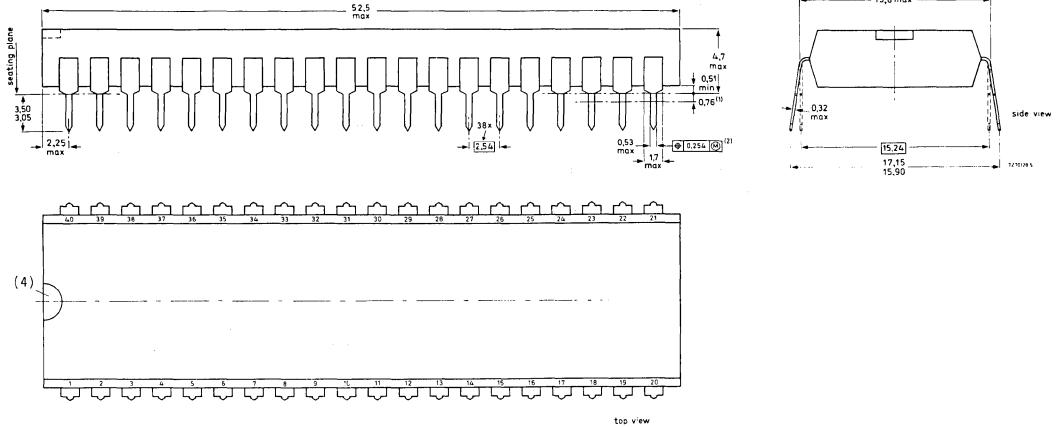 52,5
max
seating plane
4,7
max
0,51
min
0,76(1)
3,50
3,05
2,25
max
38x
2,54
0,53
max
1,7
max
0,254 M (2)
max
0,32
max
side view
15,24
17,15
15,90
40 39 38 37 36 35 34 33 32 31 30 29 28 27 26 25 24 23 22 21
(4)
1 2 3 4 5 6 7 8 9 10 11 12 13 14 15 16 17 18 19 20
top view